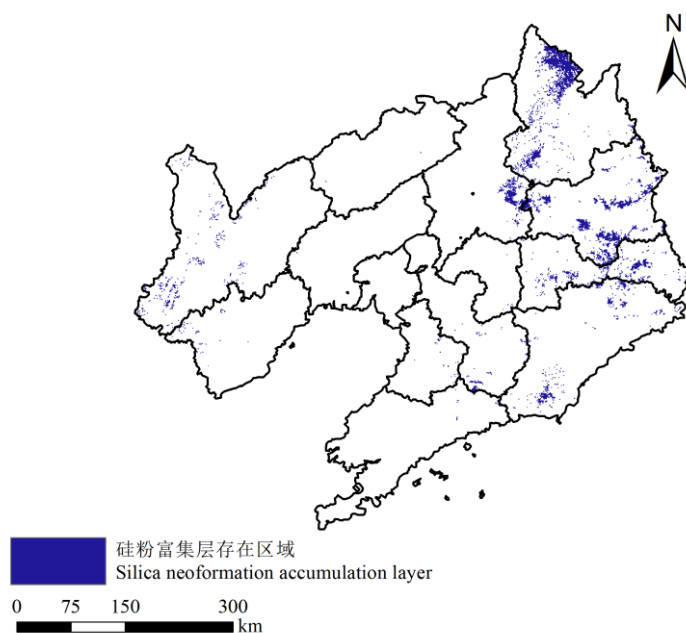 N
硅粉富集层存在区域
Silica neoformation accumulation layer
0 75 150 300
km